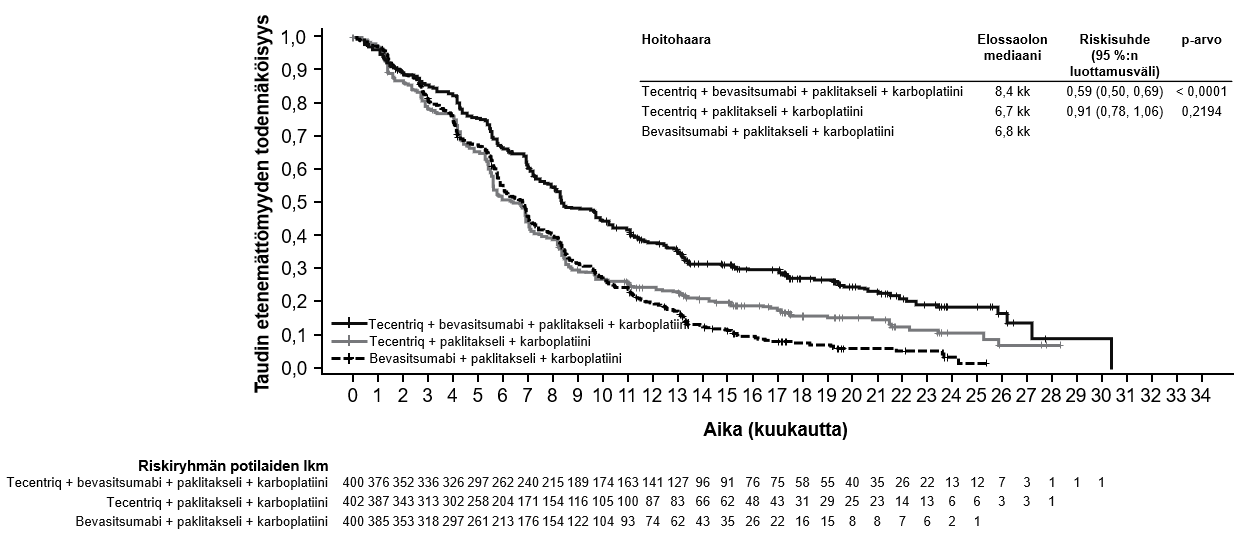 Taudin etenemättömyyden todennäköisyys
1,0
0,9
0,8
0,7
0,6
0,5
0,4
0,3
0,2
0,1
0,0
Hoitohaara Elossaolon mediaani Riskisuhde (95 %:n luottamusväli) p-arvo
Tecentriq + bevasitsumabi + paklitakseli + karboplatiini 8,4 kk 0,59 (0,50, 0,69) < 0,0001
Tecentriq + paklitakseli + karboplatiini 6,7 kk 0,91 (0,78, 1,06) 0,2194
Bevasitsumabi + paklitakseli + karboplatiini 6,8 kk
Tecentriq + bevasitsumabi + paklitakseli + karboplatiini
Tecentriq + paklitakseli + karboplatiini
Bevasitsumabi + paklitakseli + karboplatiini
0 1 2 3 4 5 6 7 8 9 10 11 12 13 14 15 16 17 18 19 20 21 22 23 24 25 26 27 28 29 30 31 32 33 34
Aika (kuukautta)
Riskiryhmän potilaiden lkm
Tecentriq + bevasitsumabi + paklitakseli + karboplatiini 400 376 352 336 326 297 262 240 215 189 174 163 141 127 96 91 76 75 58 55 40 35 26 22 13 12 7 3 1 1 1
Tecentriq + paklitakseli + karboplatiini 402 387 343 313 302 258 204 171 154 116 105 100 87 83 66 62 48 43 31 29 25 23 14 13 6 6 3 3 1
Bevasitsumabi + paklitakseli + karboplatiini 400 385 353 318 297 261 213 176 154 122 104 93 74 62 43 35 26 22 16 15 8 8 7 6 2 1